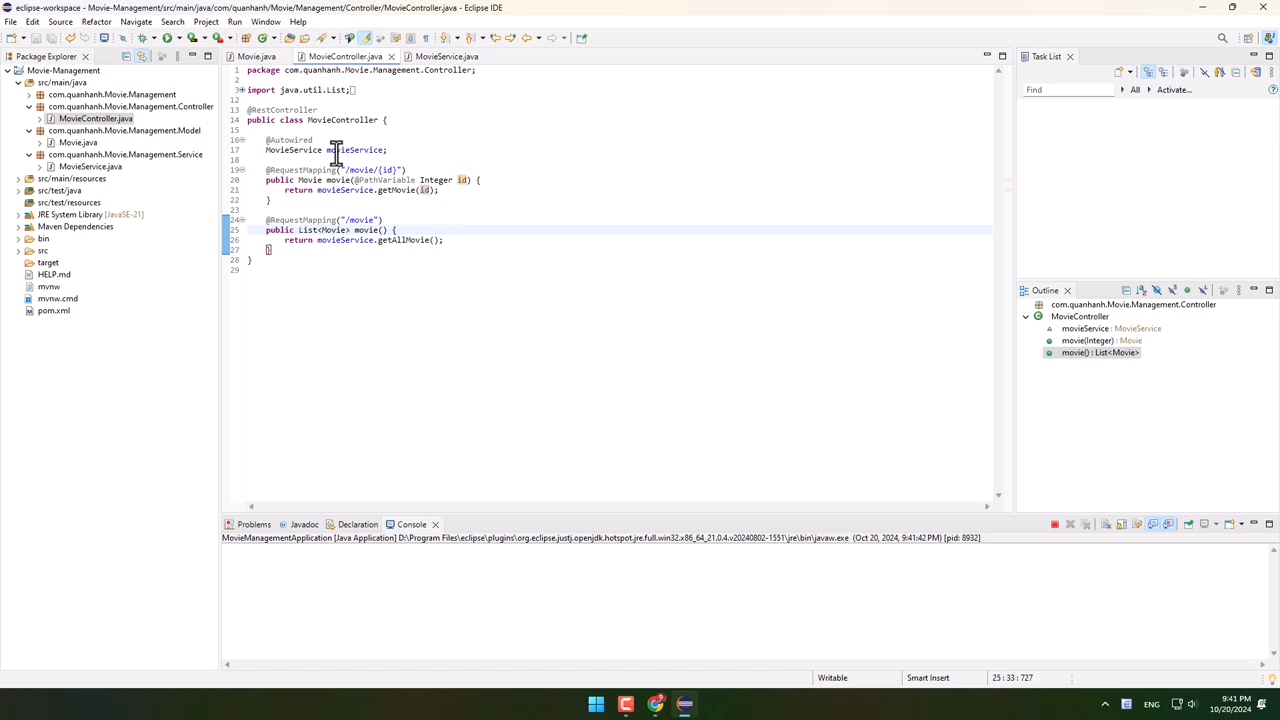 eclipse-workspace - Movie-Management/src/main/java/com/quanhanh/Movie/Management/Controller/MovieController.java - Eclipse IDE
File Edit Source Refactor Navigate Search Project Run Window Help
Package Explorer
Movie-Management
src/main/java
com.quanhanh.Movie.Management
com.quanhanh.Movie.Management.Controller
MovieController.java
com.quanhanh.Movie.Management.Model
Movie.java
com.quanhanh.Movie.Management.Service
MovieService.java
src/main/resources
src/test/java
src/test/resources
JRE System Library [JavaSE-21]
Maven Dependencies
bin
src
target
HELP.md
mvnw
mvnw.cmd
pom.xml
Movie.java MovieController.java MovieService.java
1 package com.quanhanh.Movie.Management.Controller;
2
3 import java.util.List;
12
13 @RestController
14 public class MovieController {
15
16 @Autowired
17 MovieService movieService;
18
19 @RequestMapping("/movie/{id}")
20 public Movie movie(@PathVariable Integer id) {
21 return movieService.getMovie(id);
22 }
23
24 @RequestMapping("/movie")
25 public List<Movie> movie() {
26 return movieService.getAllMovie();
27 }
28 }
29
Task List
Find All Activate...
Outline
com.quanhanh.Movie.Management.Controller
MovieController
movieService : MovieService
movie(Integer) : Movie
movie() : List<Movie>
Problems Javadoc Declaration Console
MovieManagementApplication [Java Application] D:\Program Files\eclipse\plugins\org.eclipse.justj.openjdk.hotspot.jre.full.win32.x86_64_21.0.4.v20240802-1551\jre\bin\javaw.exe (Oct 20, 2024, 9:41:42 PM) [pid: 8932]
Writable Smart Insert 25 : 33 : 727
ENG 9:41 PM
10/20/2024